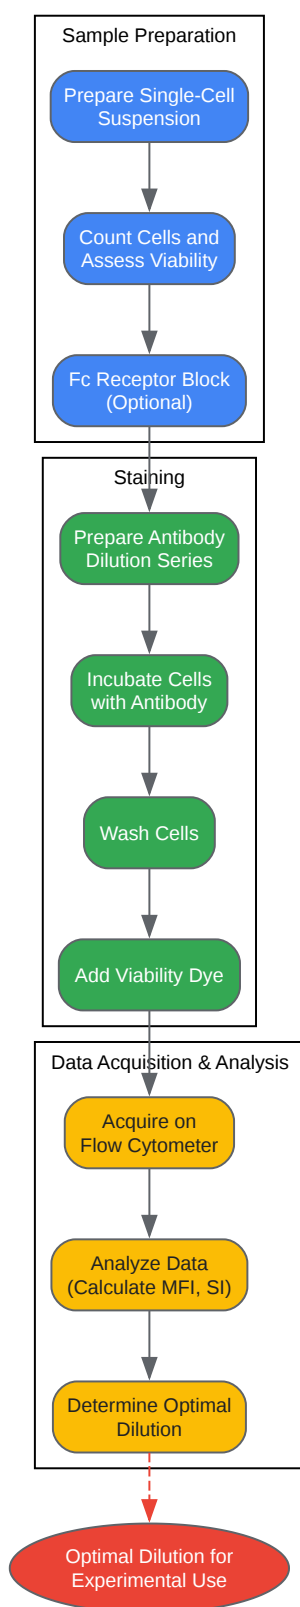 Sample Preparation
Prepare Single-Cell
Suspension
Count Cells and
Assess Viability
Fc Receptor Block
(Optional)
Staining
Prepare Antibody
Dilution Series
Incubate Cells
with Antibody
Wash Cells
Add Viability Dye
Data Acquisition & Analysis
Acquire on
Flow Cytometer
Analyze Data
(Calculate MFI, SI)
Determine Optimal
Dilution
Optimal Dilution for
Experimental Use